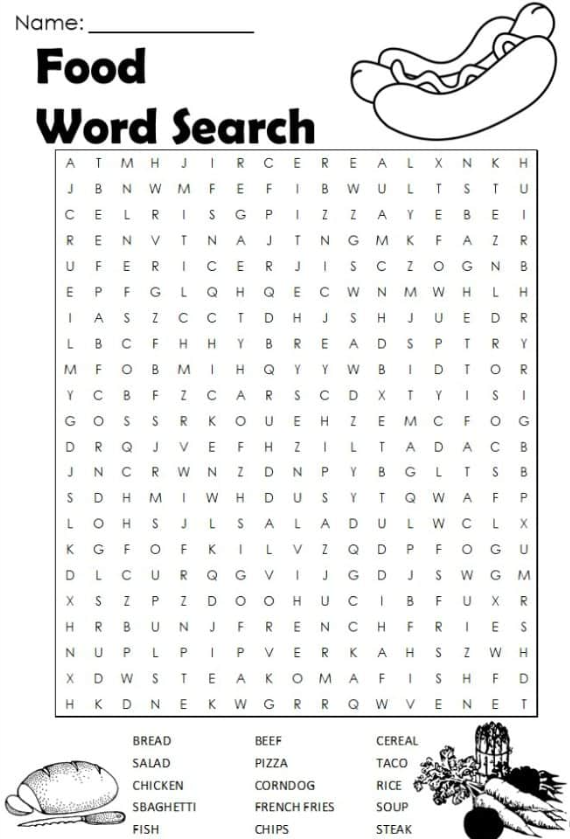 Name:
Food
Word Search
A T M H J I R C E R E A L X N K H
J B N W M F E F I B W U L T S T U
C E L R I S G P I Z Z A Y E B E I
R E N V T N A J T N G M K F A Z R
U F E R I C E R J I S C Z O G N B
E P F G L Q H Q E C W N M W H L H
I A S Z C C T D H J S H J U E D R
L B C F H H Y B R E A D S P T R Y
M F O B M I H Q Y Y W B I D T O R
Y C B F Z C A R S C D X T Y I S I
G O S S R K O U E H Z E M C F O G
D R Q J V E F H Z I L T A D A C B
J N C R W N Z D N P Y B G L T S B
S D H M I W H D U S Y T Q W A F P
L O H S J L S A L A D U L W C L X
K G F O F K I L V Z Q D P F O G U
D L C U R Q G V I J G D J S W G M
X S Z P Z D O O H U C I B F U X R
H R B U N J F R E N C H F R I E S
N U P L P I P V E R K A H S Z W H
X D W S T E A K O M A F I S H F D
H K D N E K W G R R Q W V E N E T
BREAD BEEF CEREAL
SALAD PIZZA TACO
CHICKEN CORNDOG RICE
SBAGHETTI FRENCH FRIES SOUP
FISH CHIPS STEAK